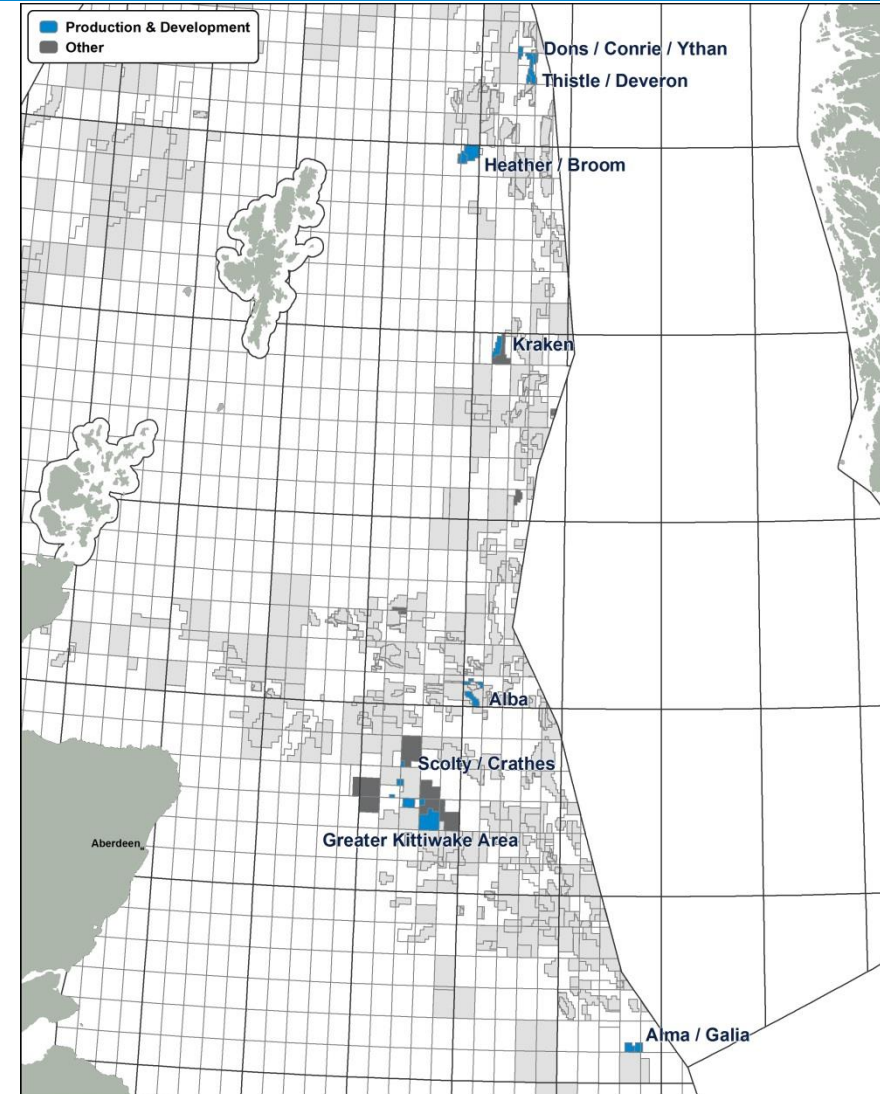 Production & Development
Other
Dons / Conrie / Ythan
Thistle / Deveron
Heather / Broom
Kraken
Alba
Scolty / Crathes
Greater Kittiwake Area
Aberdeen
Alma / Galia